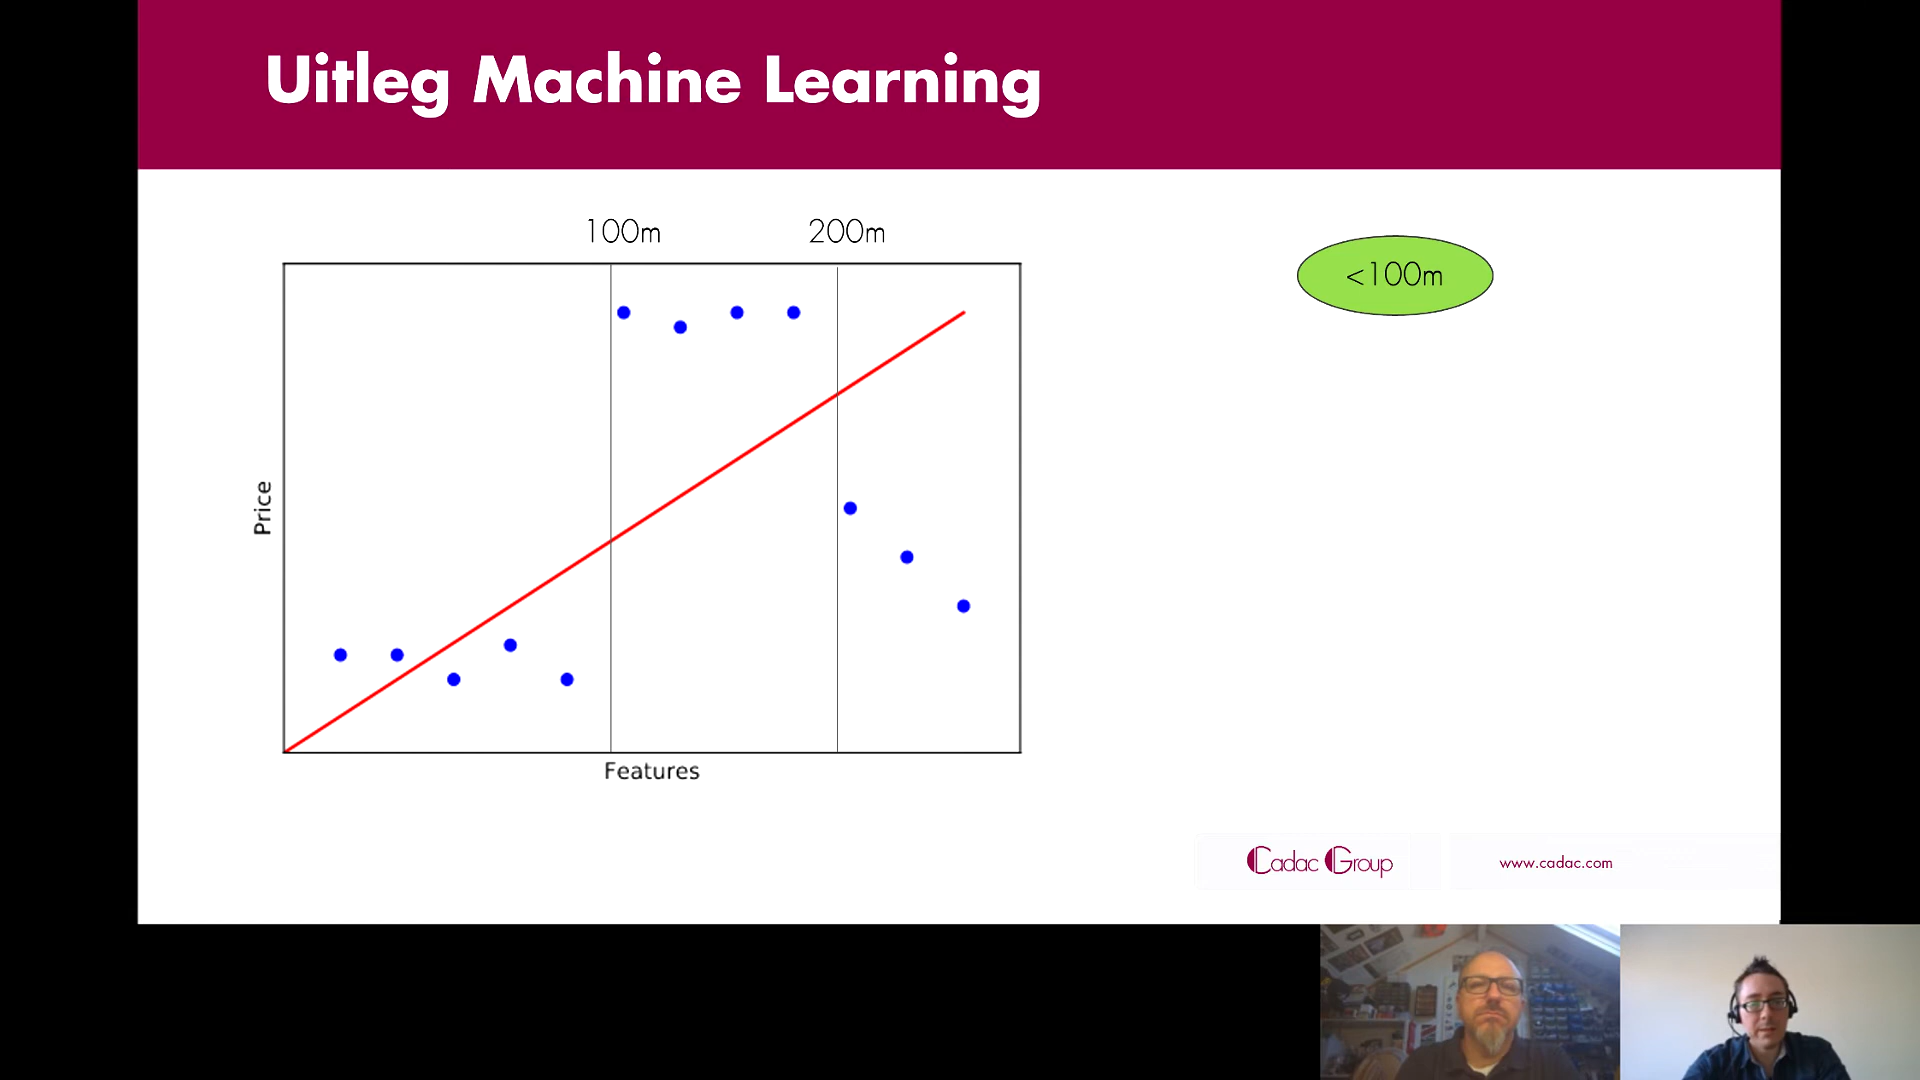 Uitleg Machine Learning
100m
200m
<100m
Price
Features
Cadac Group
www.cadac.com